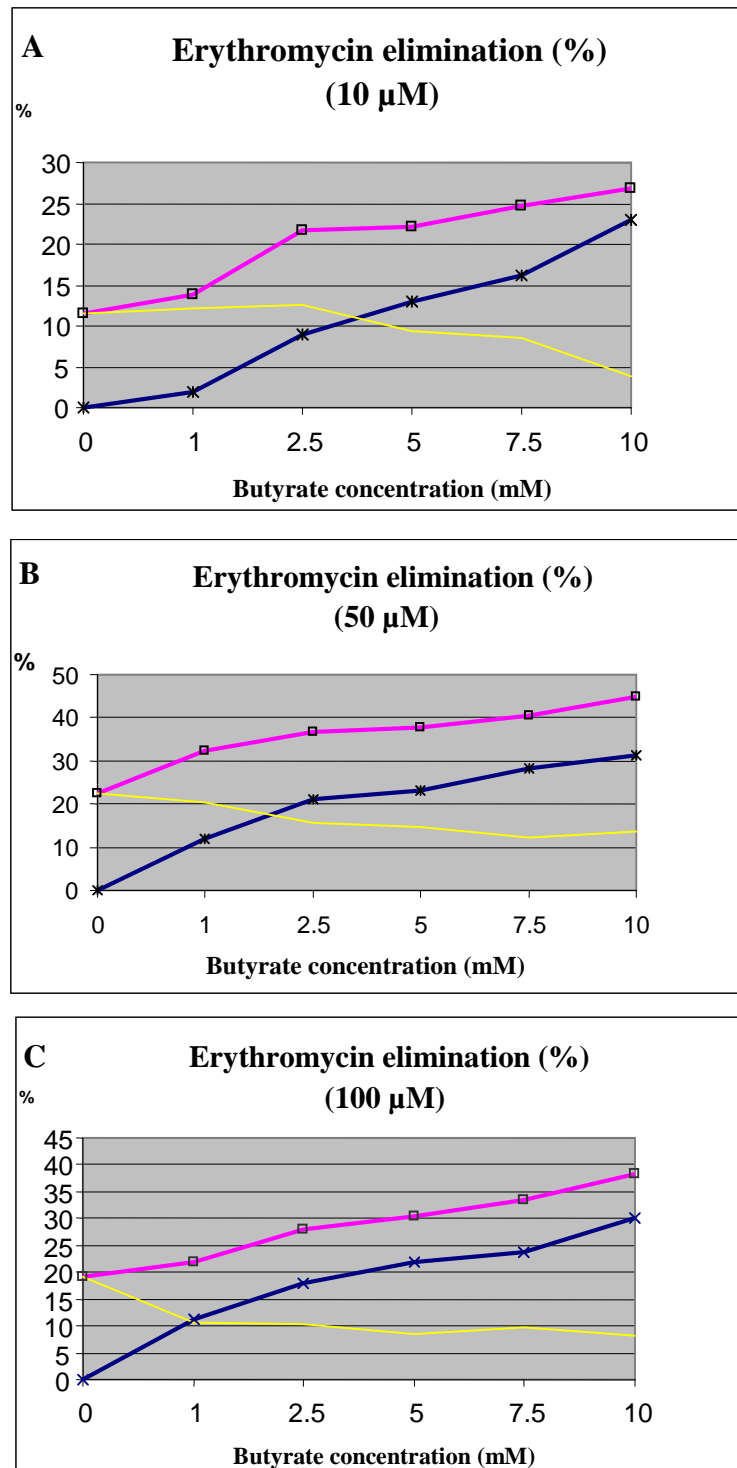 A
Erythromycin elimination (%)
(10 µM)
%
30
25
20
15
10
5
0
0 1 2.5 5 7.5 10
Butyrate concentration (mM)
B
Erythromycin elimination (%)
(50 µM)
%
50
40
30
20
10
0
0 1 2.5 5 7.5 10
Butyrate concentration (mM)
C
Erythromycin elimination (%)
(100 µM)
%
45
40
35
30
25
20
15
10
5
0
0 1 2.5 5 7.5 10
Butyrate concentration (mM)